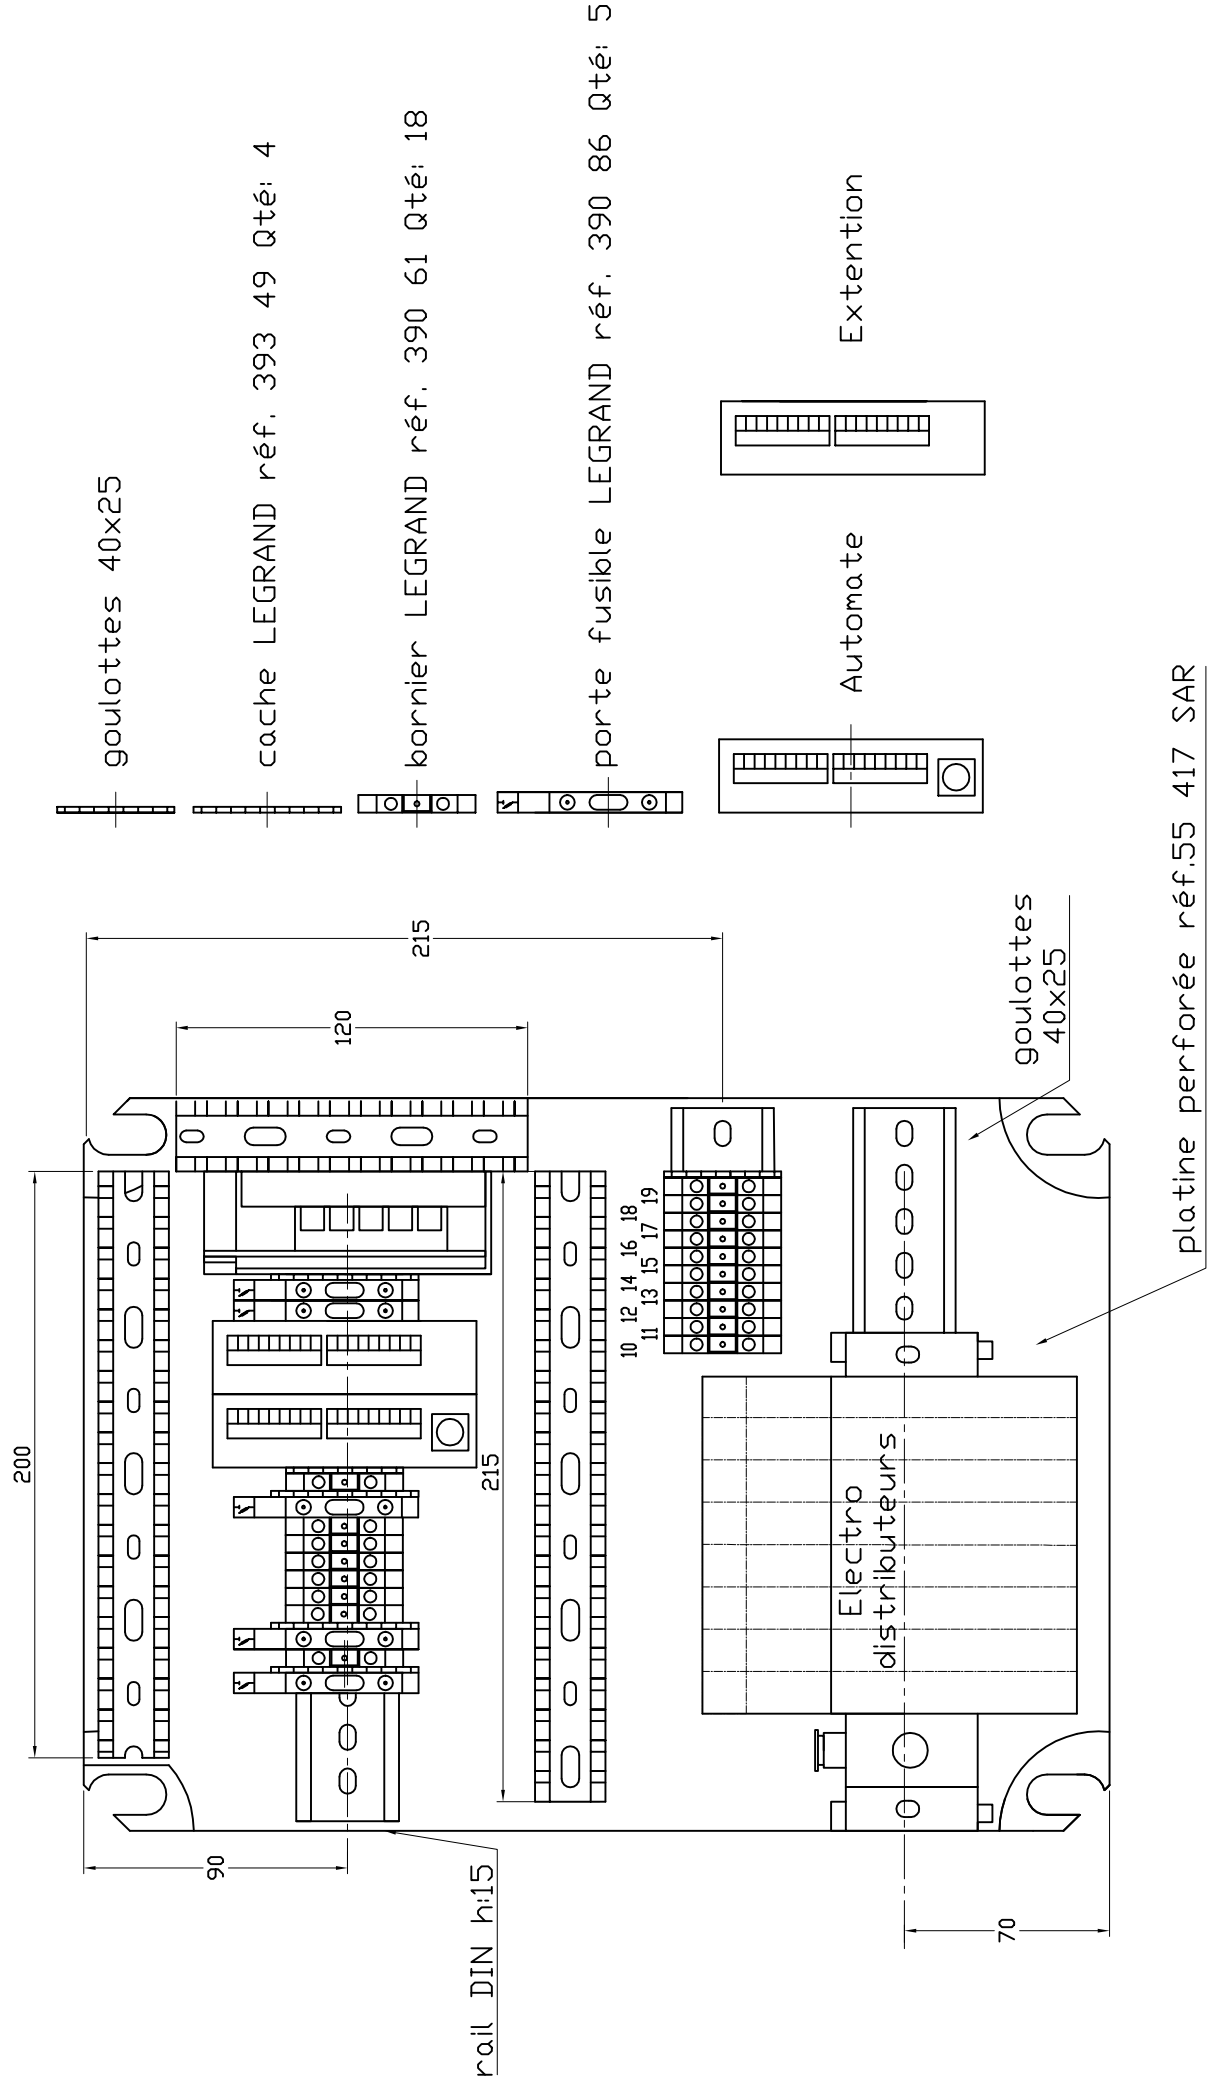 goulottes 40x25
cache LEGRAND réf. 393 49 Qté: 4
bornier LEGRAND réf. 390 61 Qté: 18
porte fusible LEGRAND réf. 390 86 Qté: 5
Automate
Extention
200
90
rail DIN h:15
120
215
215
10 12 14 16 18
11 13 15 17 19
Electro
distributeurs
70
goulottes
40x25
platine perforée réf.55 417 SAR